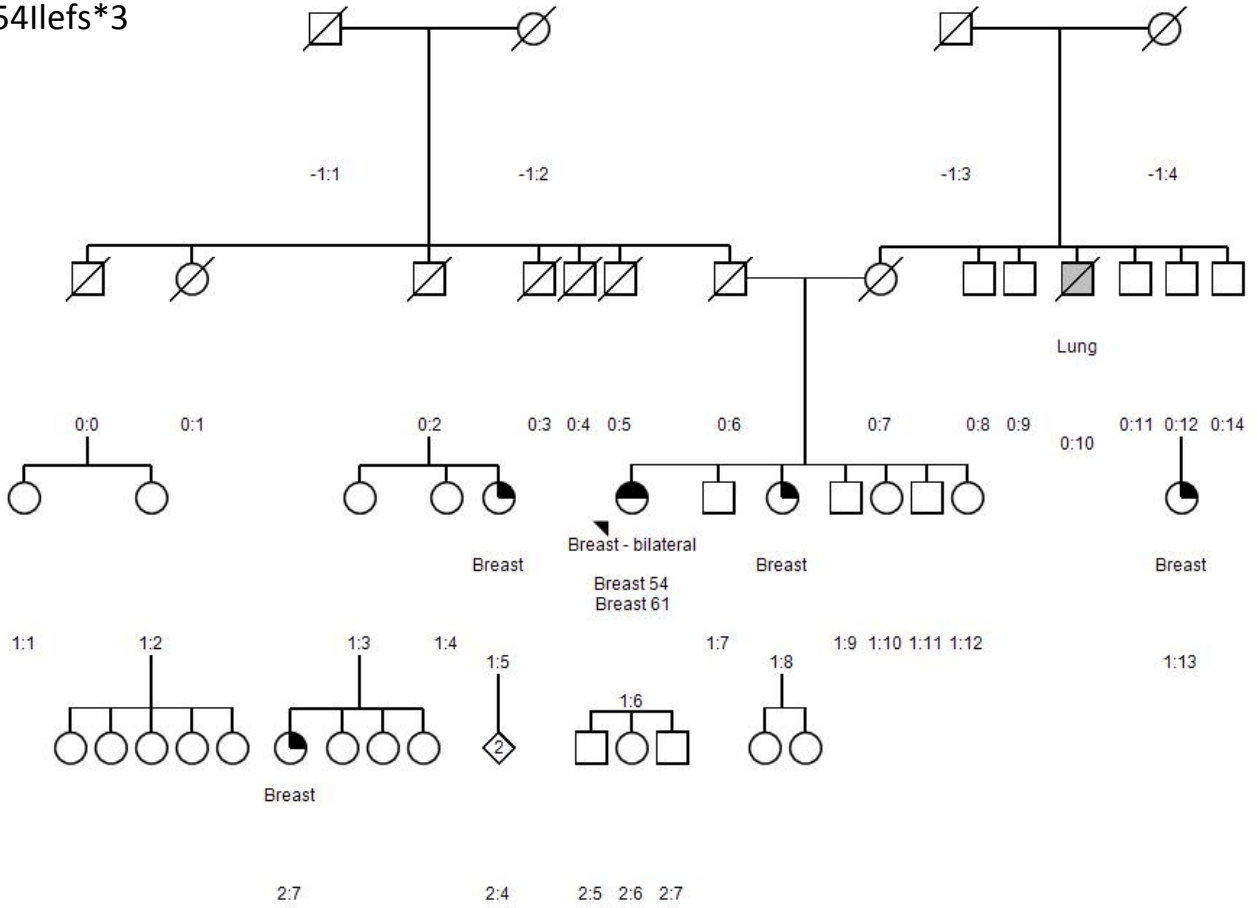 54Ilefs*3
-1:1 -1:2 -1:3 -1:4
Lung
0:0 0:1 0:2 0:3 0:4 0:5 0:6 0:7 0:8 0:9 0:10 0:11 0:12 0:14
Breast
Breast - bilateral
Breast 54
Breast 61
Breast
Breast
1:1 1:2 1:3 1:4 1:5 1:6 1:7 1:8 1:9 1:10 1:11 1:12 1:13
2
Breast
2:7 2:4 2:5 2:6 2:7